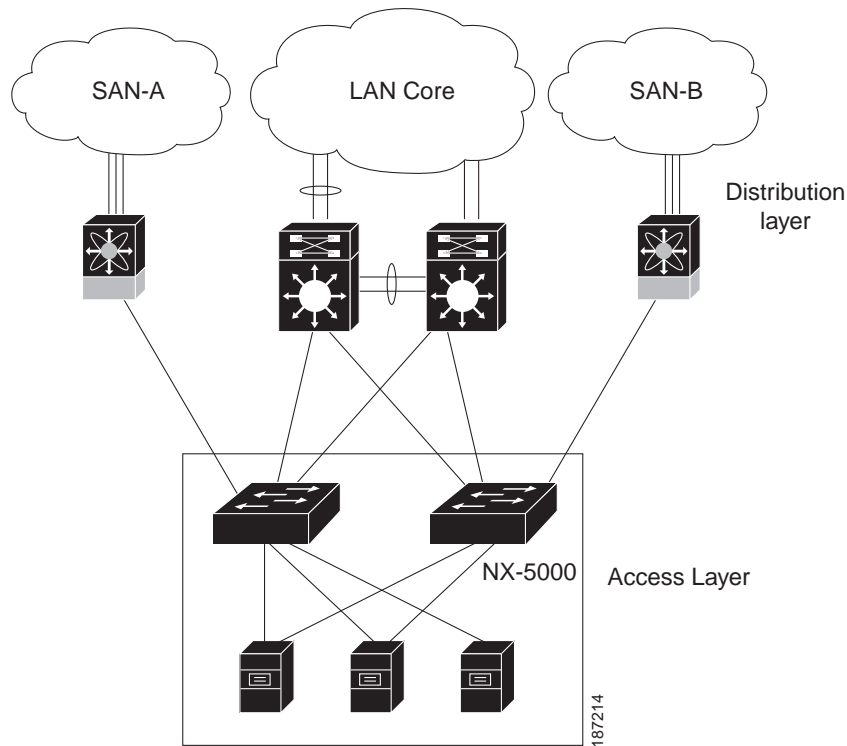 SAN-A
LAN Core
SAN-B
Distribution
layer
NX-5000
Access Layer
187214